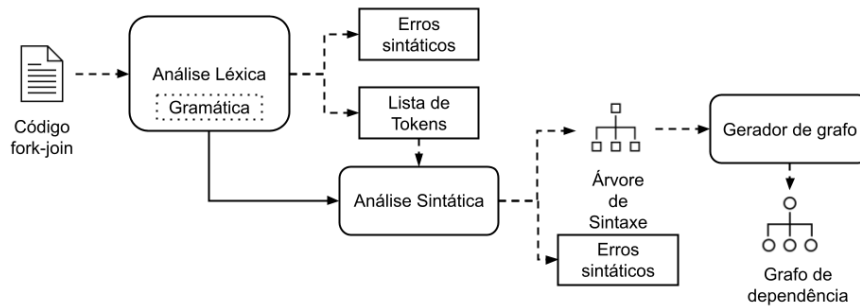 Código
fork-join
Análise Léxica
Gramática
Erros
sintáticos
Lista de
Tokens
Análise Sintática
Árvore
de
Sintaxe
Erros
sintáticos
Gerador de grafo
Grafo de
dependência